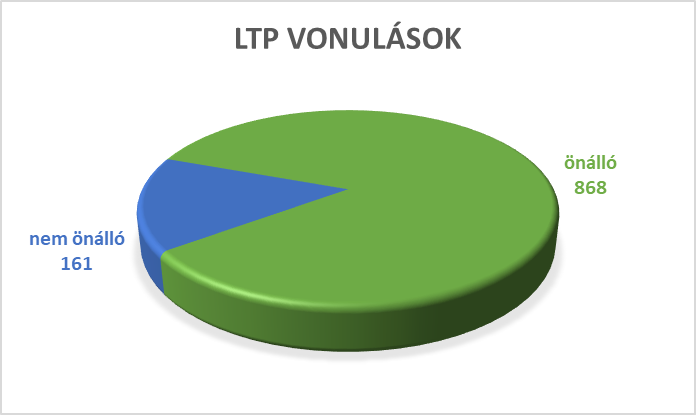 LTP VONULÁSOK
önálló
868
nem önálló
161